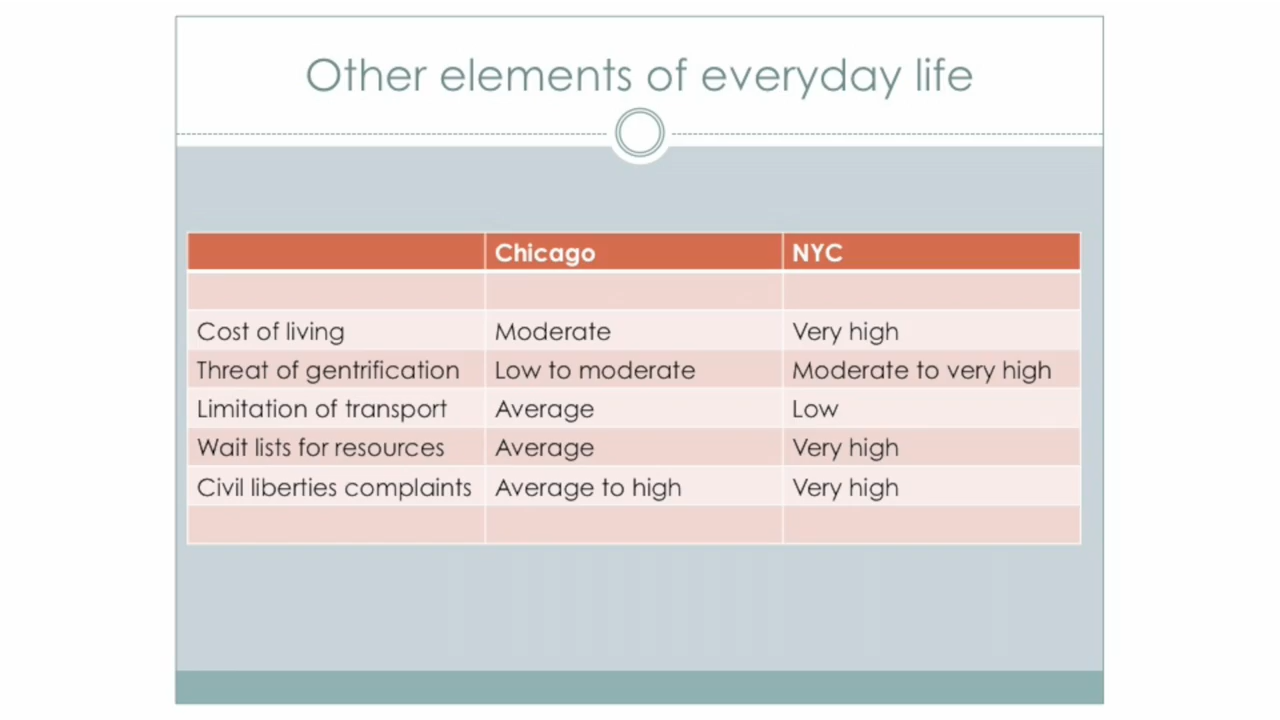 Other elements of everyday life
Chicago NYC
Cost of living Moderate Very high
Threat of gentrification Low to moderate Moderate to very high
Limitation of transport Average Low
Wait lists for resources Average Very high
Civil liberties complaints Average to high Very high